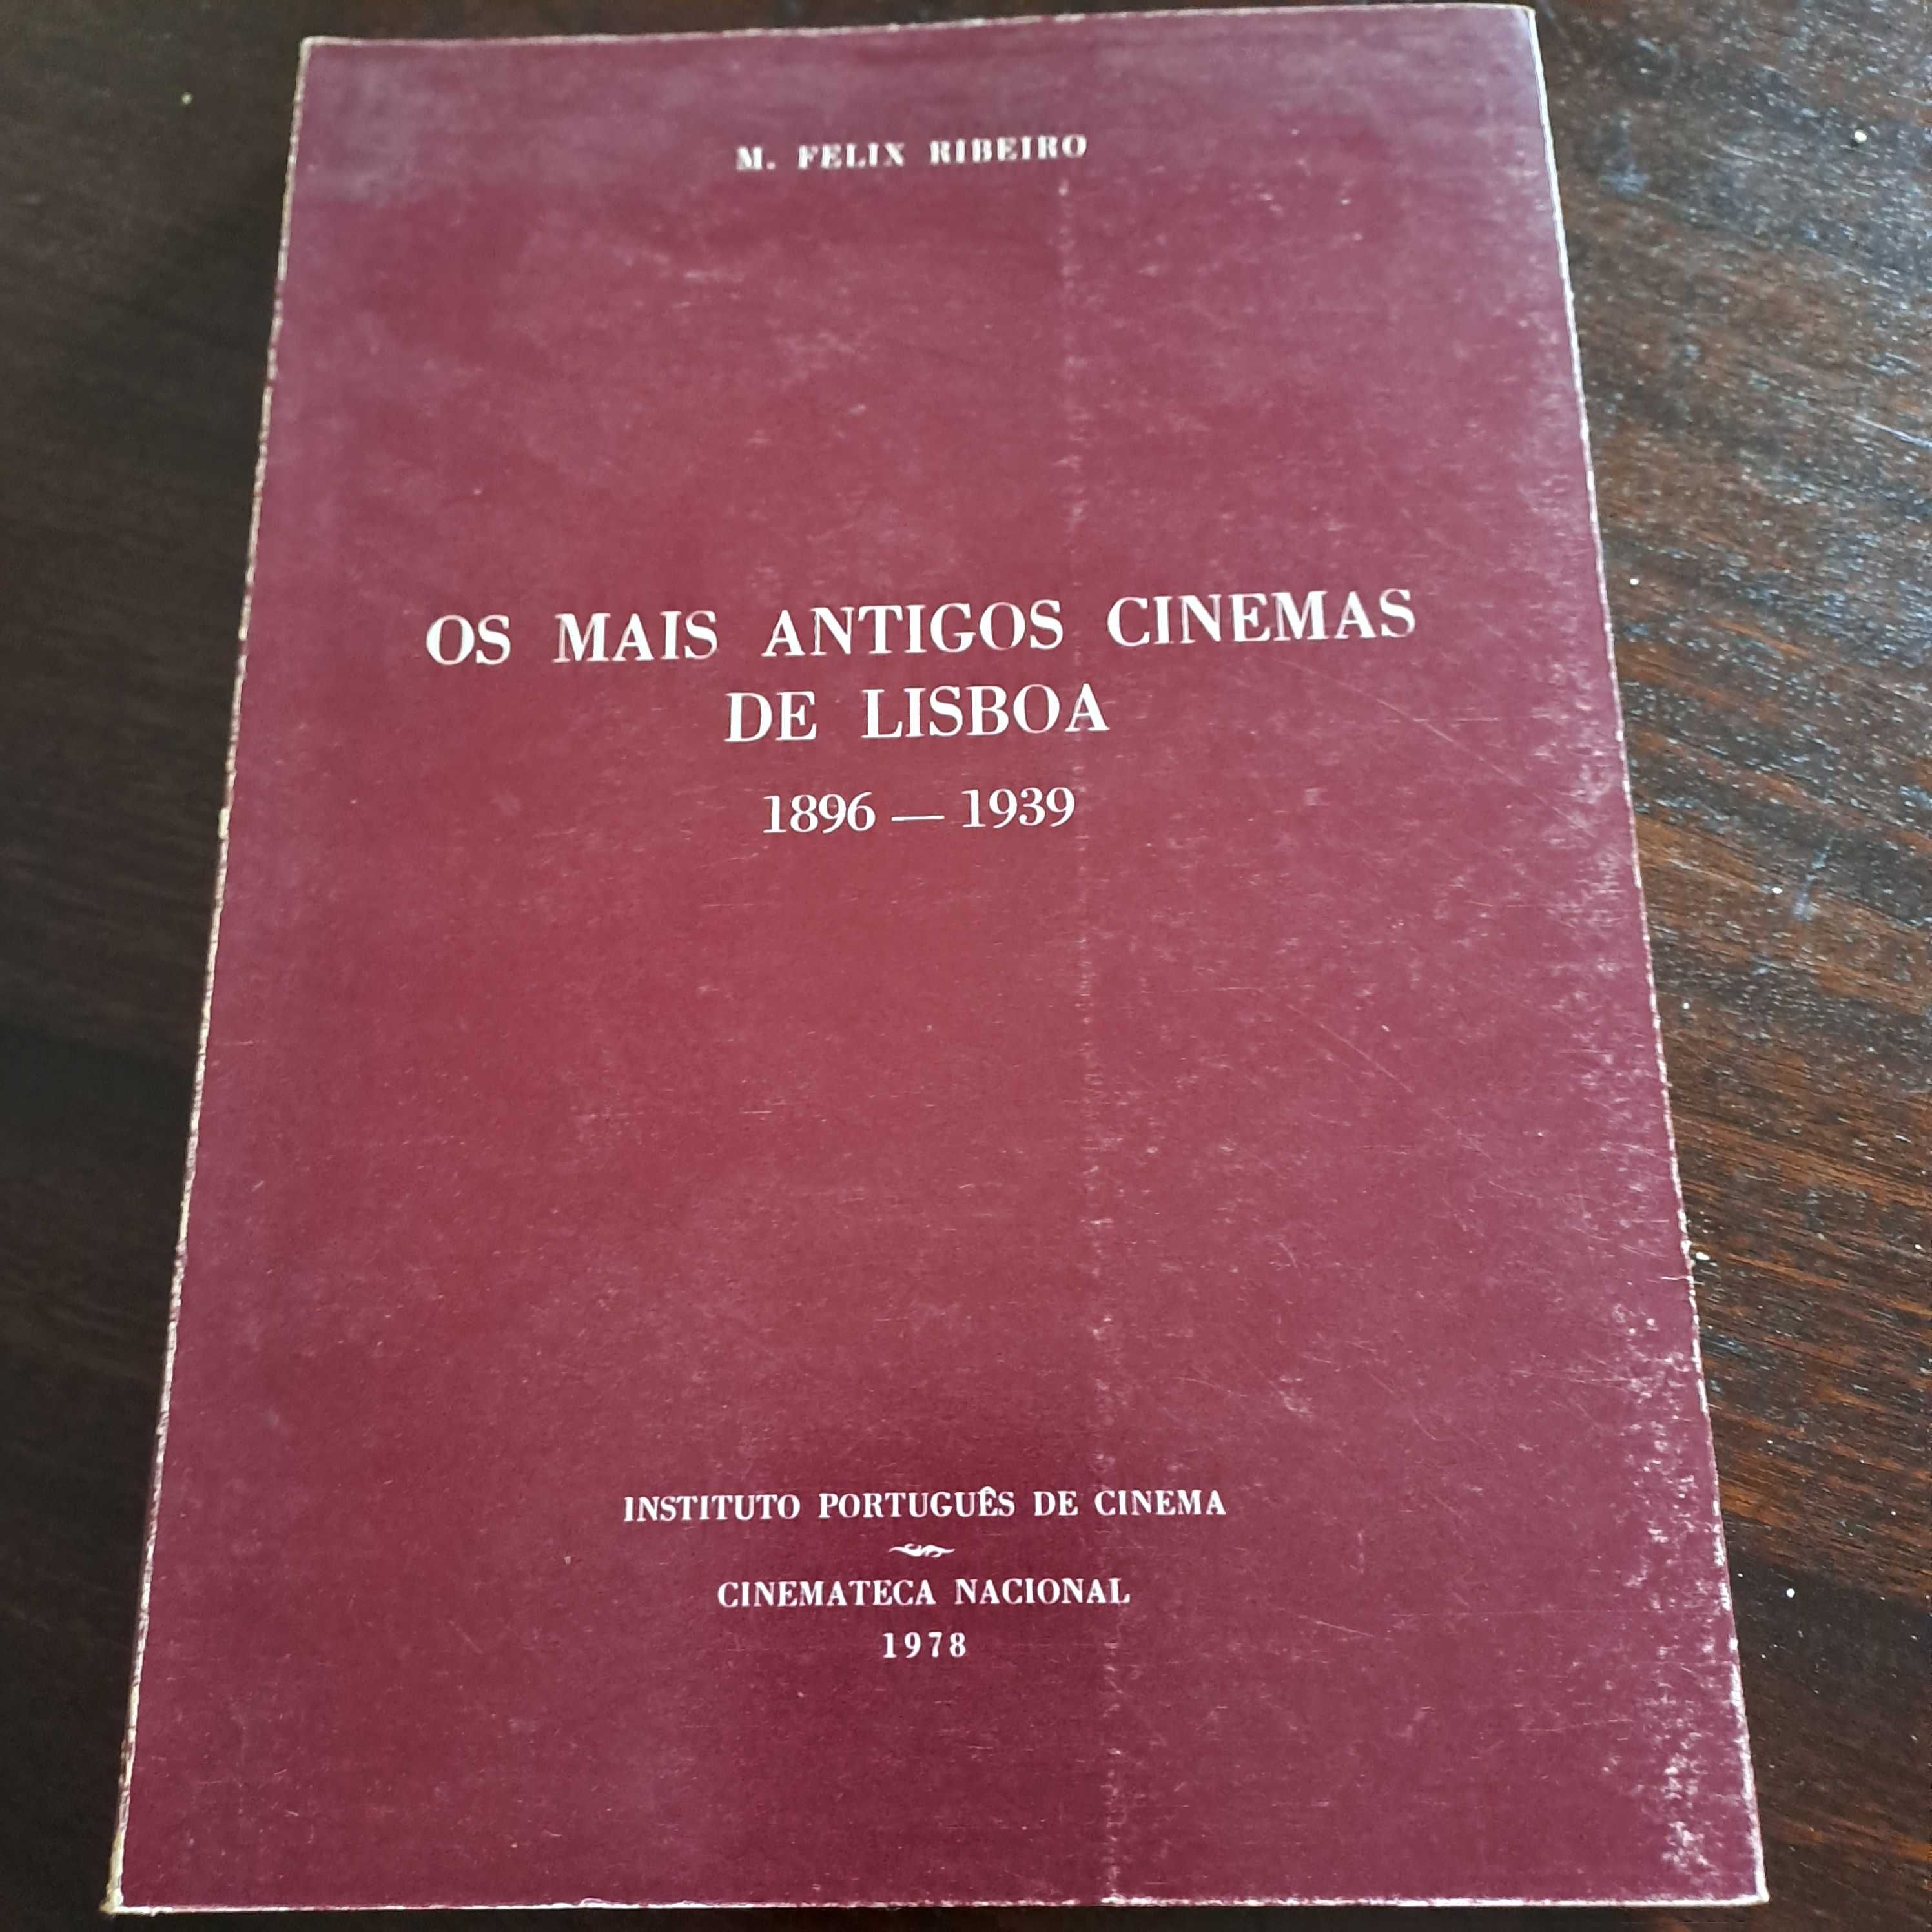 M. FELIX RIBEIRO
OS MAIS ANTIGOS CINEMAS
DE LISBOA
1896 — 1939
INSTITUTO PORTUGUÊS DE CINEMA
CINEMATECA NACIONAL
1978